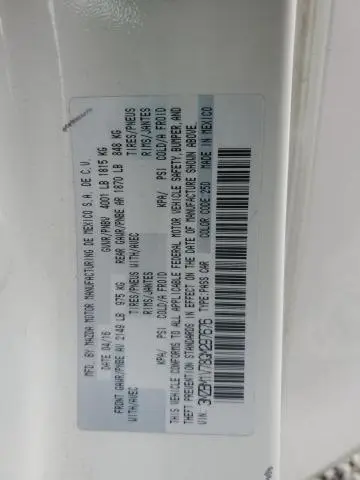 MFD. BY MAZDA MOTOR MANUFACTURING DE MEXICO S.A. DE C.V.
DATE 04/16 GVWR/PNBV 4001 LB 1815 KG
FRONT GAWR/PNBE AV 2149 LB 975 KG REAR GAWR/PNBE AR 1870 LB 848 KG
WITH/AVEC TIRES/PNEUS WITH/AVEC TIRES/PNEUS
RIMS/JANTES RIMS/JANTES
KPA/ PSI COLD/A FROID KPA/ PSI COLD/A FROID
THIS VEHICLE CONFORMS TO ALL APPLICABLE FEDERAL MOTOR VEHICLE SAFETY, BUMPER, AND
THEFT PREVENTION STANDARDS IN EFFECT ON THE DATE OF MANUFACTURE SHOWN ABOVE.
VIN: TYPE:PASS CAR COLOR CODE:25D MADE IN MEXICO